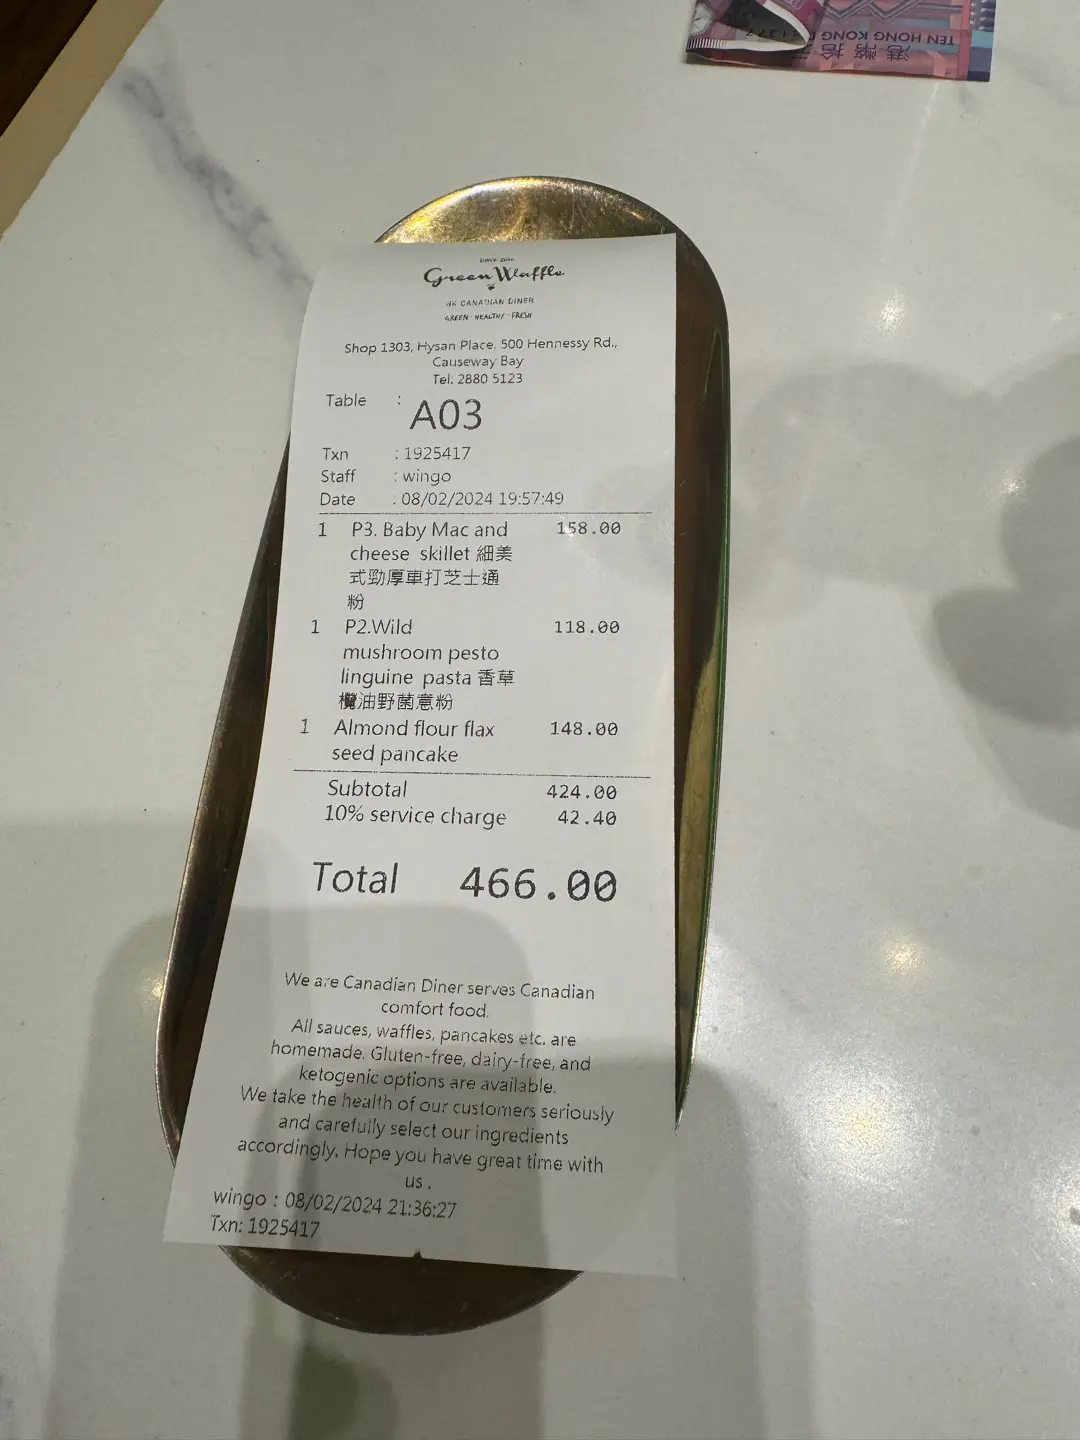 TEN HONG KONG
港幣拾
SINCE 2000
Green Waffle
HK CANADIAN DINER
GREEN · HEALTHY · FRESH
Shop 1303, Hysan Place, 500 Hennessy Rd.,
Causeway Bay
Tel: 2880 5123
Table : A03
Txn : 1925417
Staff : wingo
Date : 08/02/2024 19:57:49
1 P3. Baby Mac and 158.00
cheese skillet 細美
式勁厚車打芝士通
粉
1 P2.Wild 118.00
mushroom pesto
linguine pasta 香草
欖油野菌意粉
1 Almond flour flax 148.00
seed pancake
Subtotal 424.00
10% service charge 42.40
Total 466.00
We are Canadian Diner serves Canadian
comfort food.
All sauces, waffles, pancakes etc. are
homemade. Gluten-free, dairy-free, and
ketogenic options are available.
We take the health of our customers seriously
and carefully select our ingredients
accordingly. Hope you have great time with
us .
wingo : 08/02/2024 21:36:27
Txn: 1925417